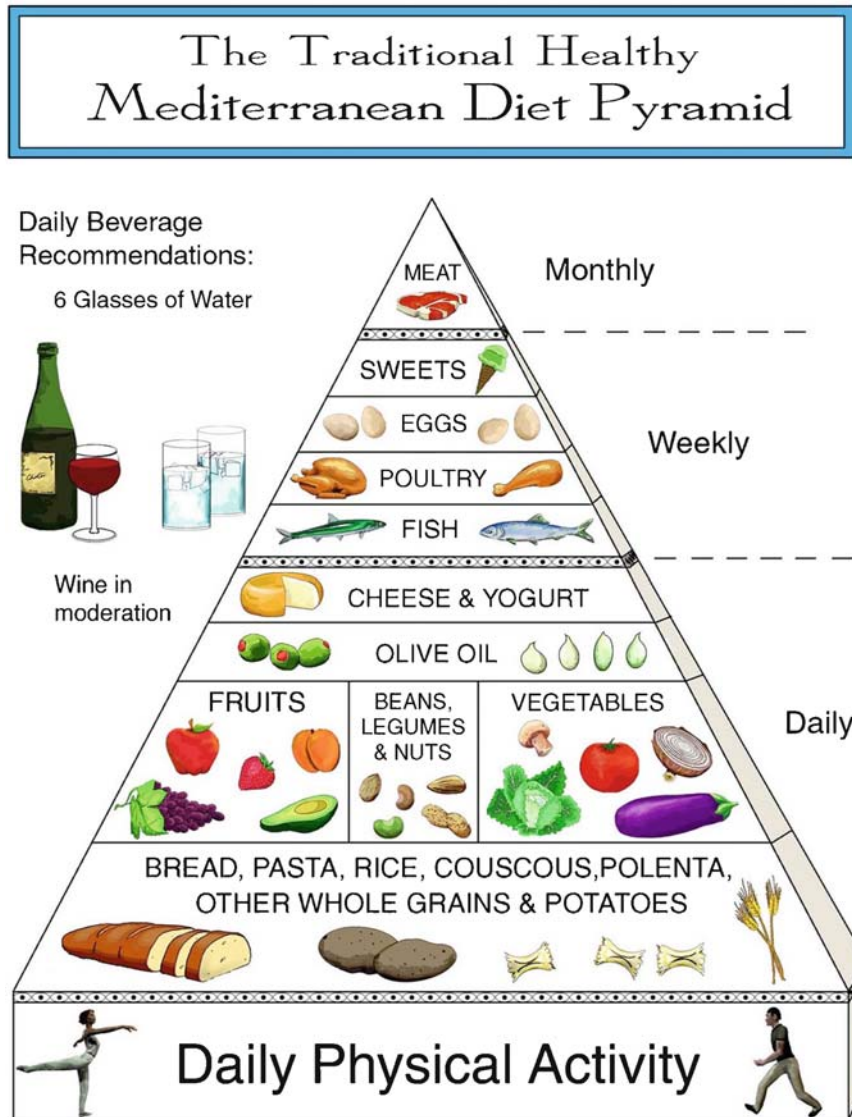 The Traditional Healthy
Mediterranean Diet Pyramid
Daily Beverage
Recommendations:
6 Glasses of Water
Wine in
moderation
MEAT
Monthly
SWEETS
EGGS
Weekly
POULTRY
FISH
CHEESE & YOGURT
OLIVE OIL
FRUITS
BEANS,
LEGUMES
& NUTS
VEGETABLES
Daily
BREAD, PASTA, RICE, COUSCOUS,POLENTA,
OTHER WHOLE GRAINS & POTATOES
Daily Physical Activity